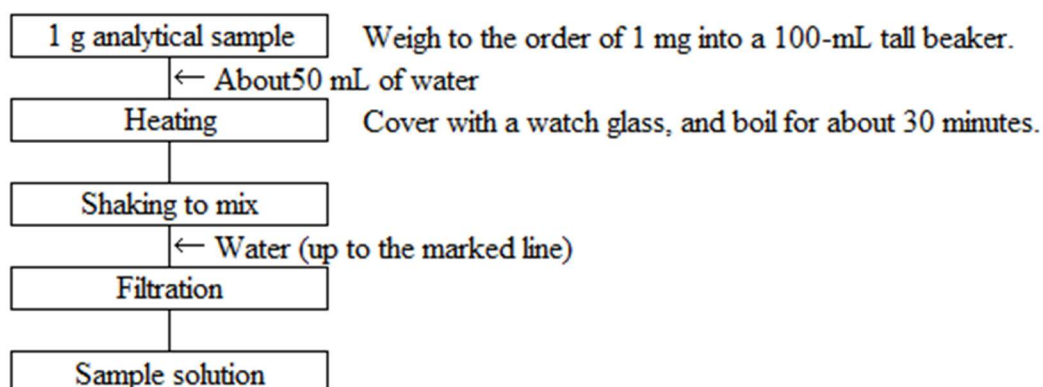 1 g analytical sample Weigh to the order of 1 mg into a 100-mL tall beaker.
← About50 mL of water
Heating Cover with a watch glass, and boil for about 30 minutes.
Shaking to mix
← Water (up to the marked line)
Filtration
Sample solution